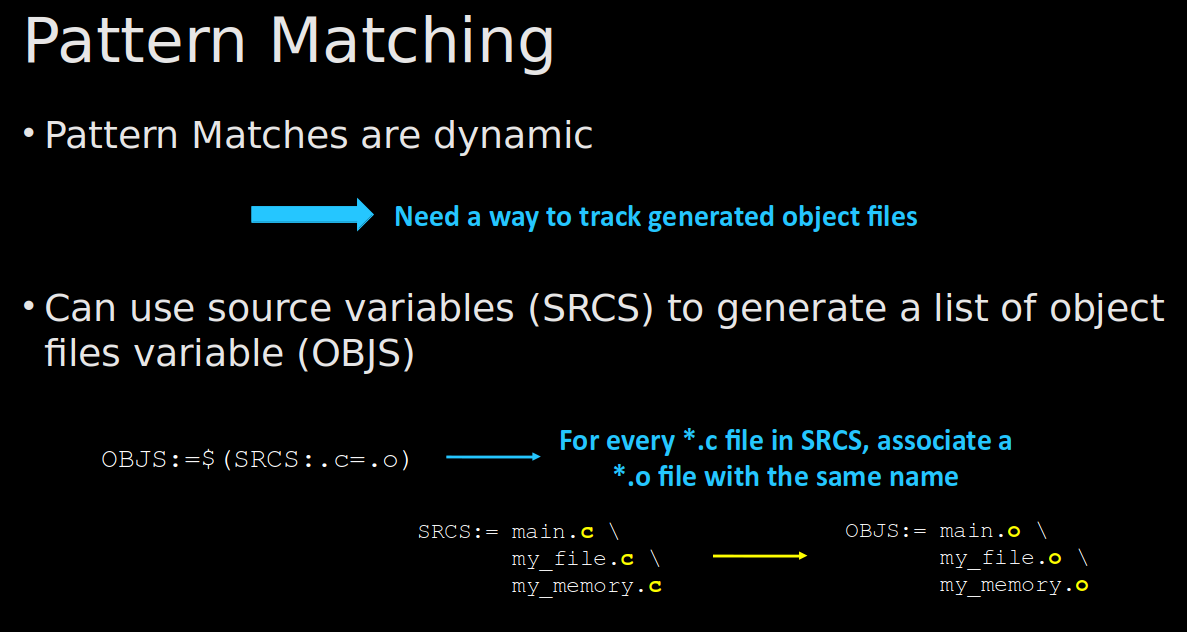 Pattern Matching
• Pattern Matches are dynamic
Need a way to track generated object files
• Can use source variables (SRCS) to generate a list of object
files variable (OBJS)
OBJS:=$(SRCS:.c=.o)
For every *.c file in SRCS, associate a
*.o file with the same name
SRCS:= main.c \
my_file.c \
my_memory.c
OBJS:= main.o \
my_file.o \
my_memory.o